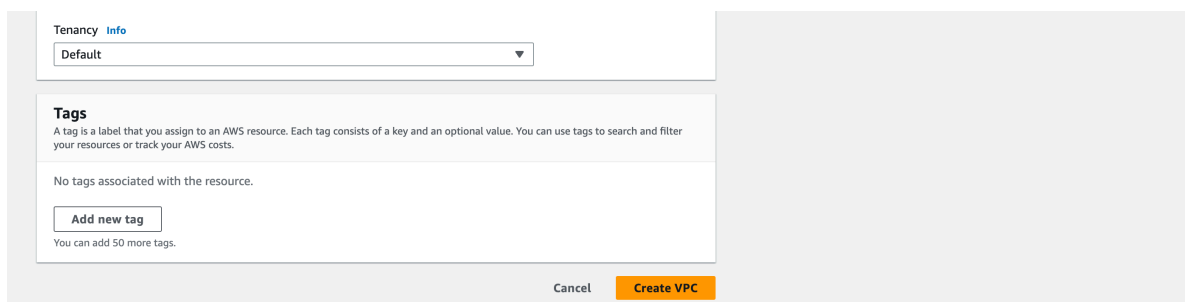 Tenancy Info
Default
Tags
A tag is a label that you assign to an AWS resource. Each tag consists of a key and an optional value. You can use tags to search and filter
your resources or track your AWS costs.
No tags associated with the resource.
Add new tag
You can add 50 more tags.
Cancel Create VPC